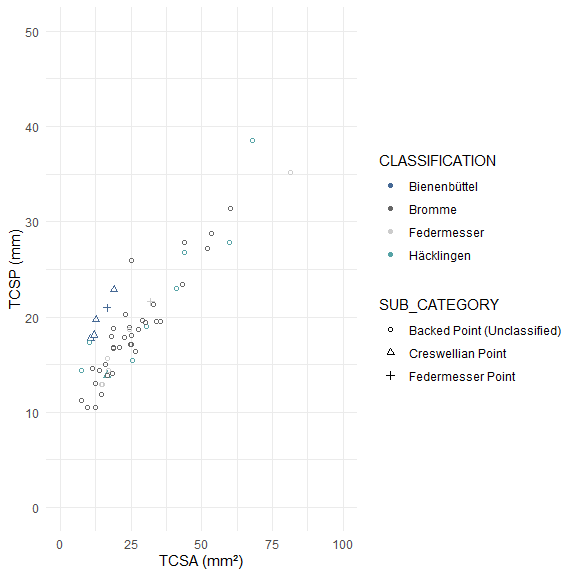 50
40
30
20
10
0
TCSP (mm)
0 25 50 75 100
TCSA (mm²)
CLASSIFICATION
Bienenbüttel
Bromme
Federmesser
Häcklingen
SUB_CATEGORY
Backed Point (Unclassified)
Creswellian Point
Federmesser Point